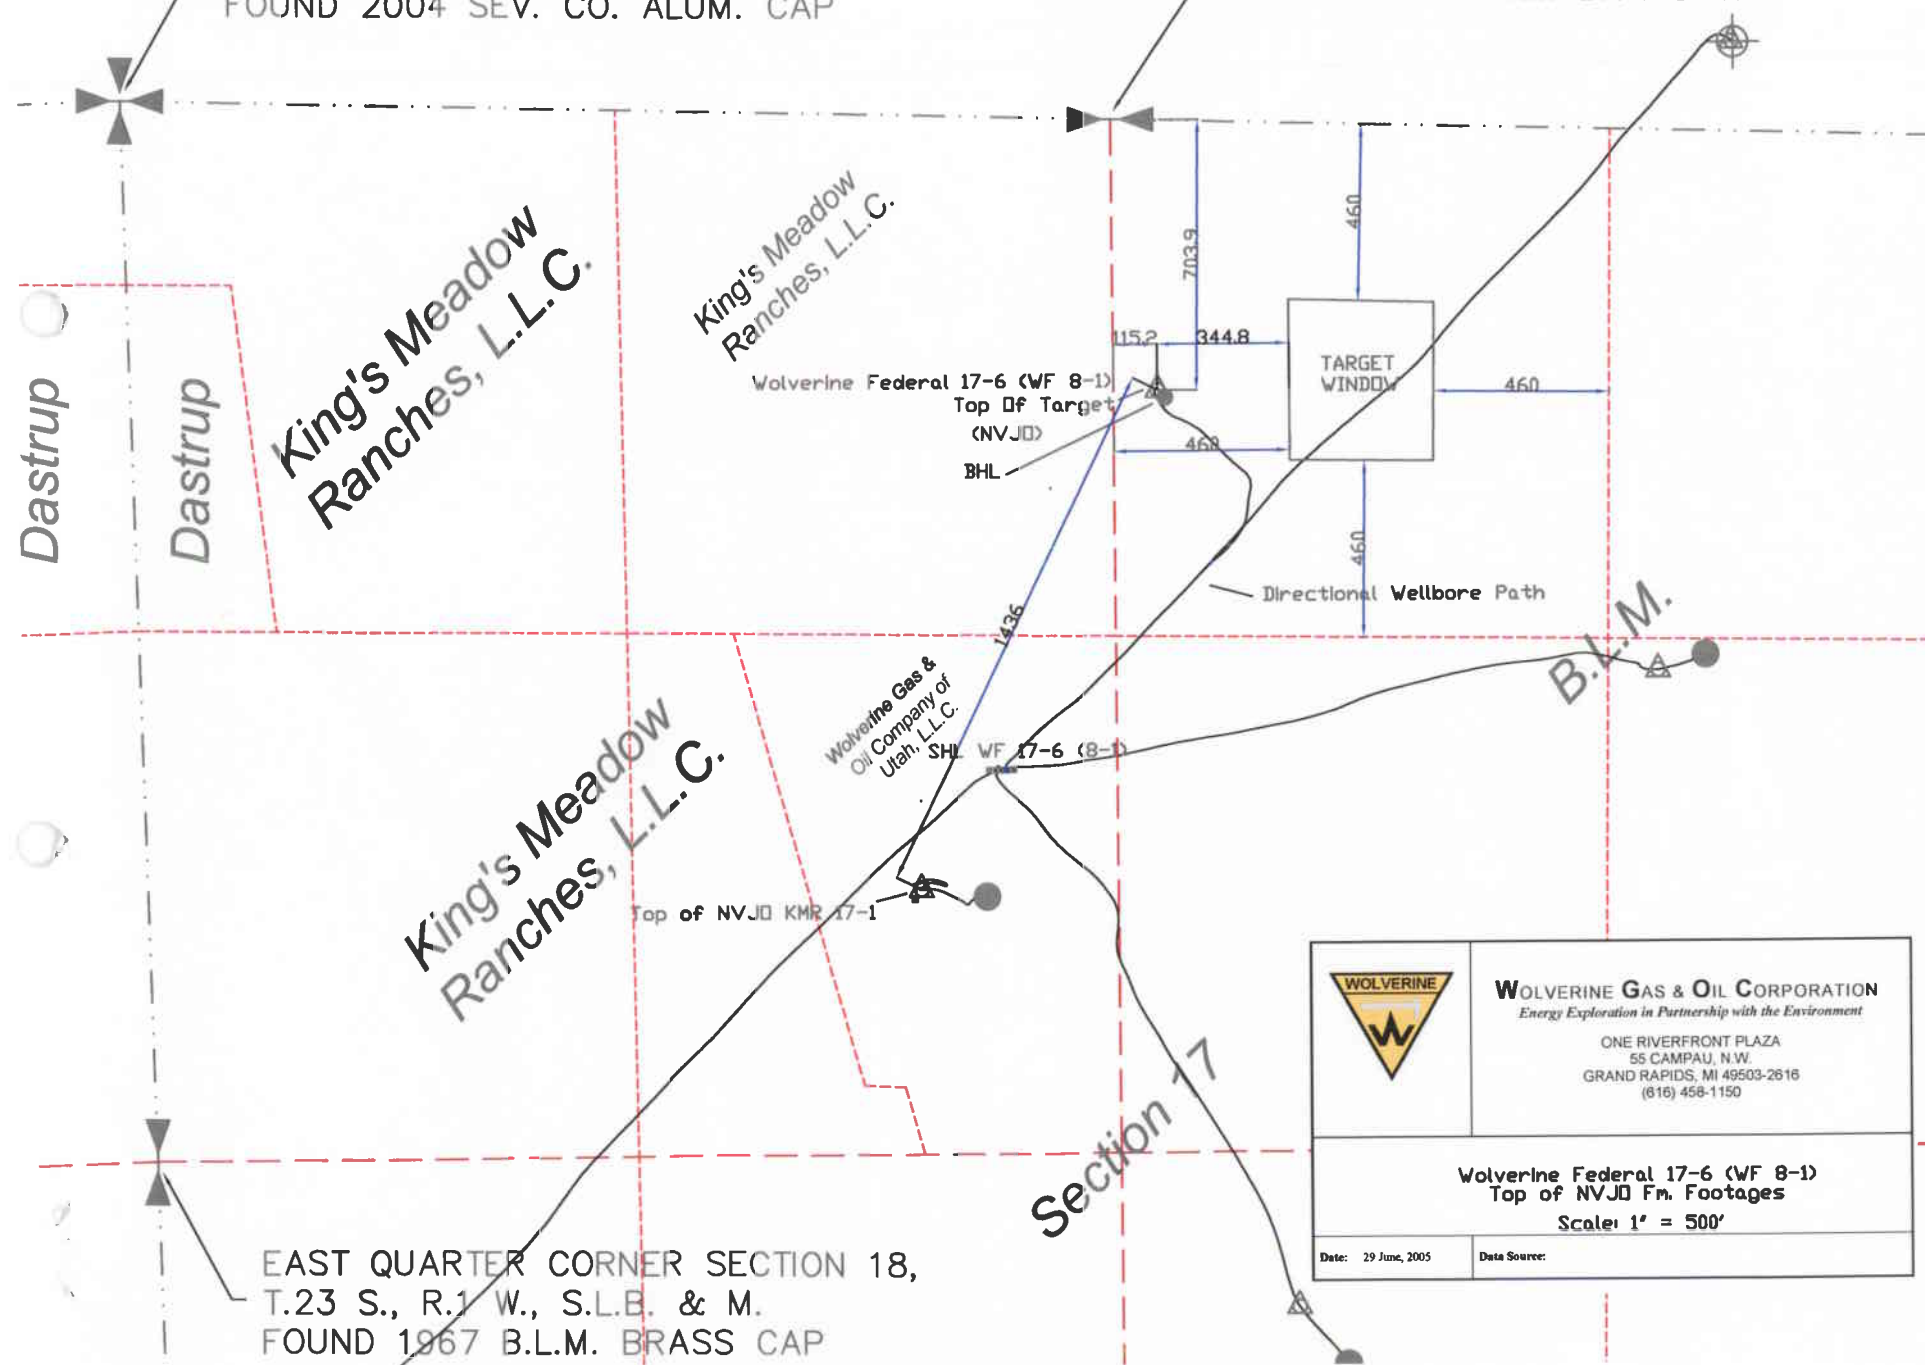 FOUND 2004 SEV. CO. ALUM. CAP
King's Meadow
Ranches, L.L.C.
King's Meadow
Ranches, L.L.C.
703.9
460
115.2
344.8
TARGET
WINDOW
460
Wolverine Federal 17-6 (WF 8-1)
Top Of Target
(NVJO)
BHL
460
460
Dastrup
Dastrup
Directional Wellbore Path
1436
B.L.M.
Wolverine Gas &
Oil Company of
Utah, L.L.C.
SHL WF 17-6 (8-1)
King's Meadow
Ranches, L.L.C.
Top of NVJO KMR 17-1
Section 17
WOLVERINE
W
WOLVERINE GAS & OIL CORPORATION
Energy Exploration in Partnership with the Environment
ONE RIVERFRONT PLAZA
55 CAMPAU, N.W.
GRAND RAPIDS, MI 49503-2616
(616) 458-1150
Wolverine Federal 17-6 (WF 8-1)
Top of NVJO Fm. Footages
Scale: 1" = 500'
Date: 29 June, 2005
Data Source:
EAST QUARTER CORNER SECTION 18,
T.23 S., R.1 W., S.L.B. & M.
FOUND 1967 B.L.M. BRASS CAP